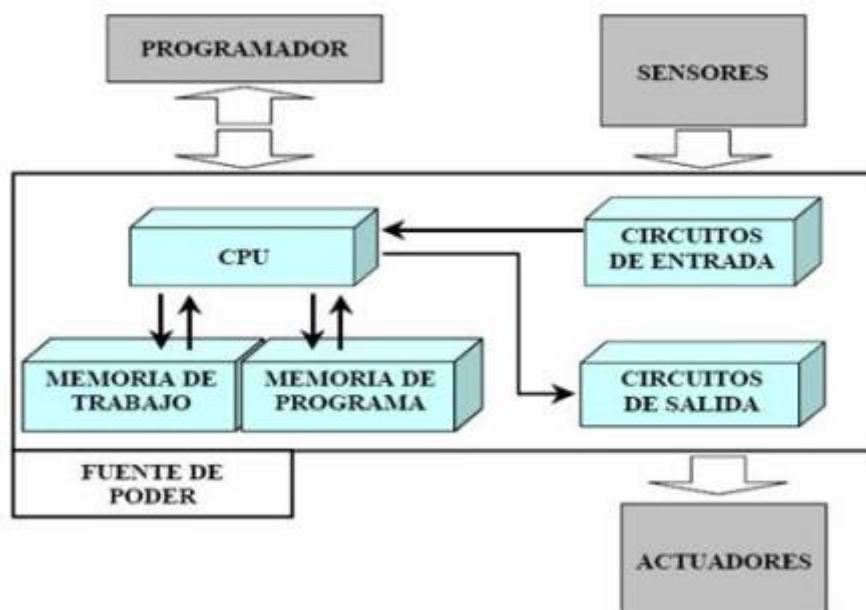 PROGRAMADOR
SENSORES
CPU
CIRCUITOS
DE ENTRADA
MEMORIA DE
TRABAJO
MEMORIA DE
PROGRAMA
CIRCUITOS
DE SALIDA
FUENTE DE
PODER
ACTUADORES